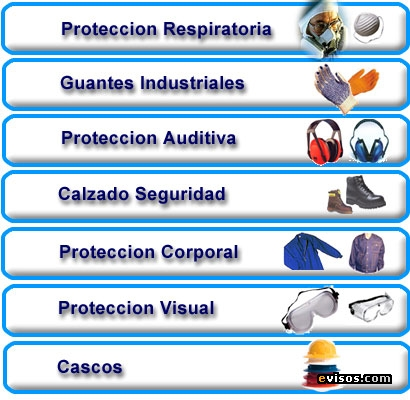 Proteccion Respiratoria
Guantes Industriales
Proteccion Auditiva
Calzado Seguridad
Proteccion Corporal
Proteccion Visual
Cascos
evisos.com